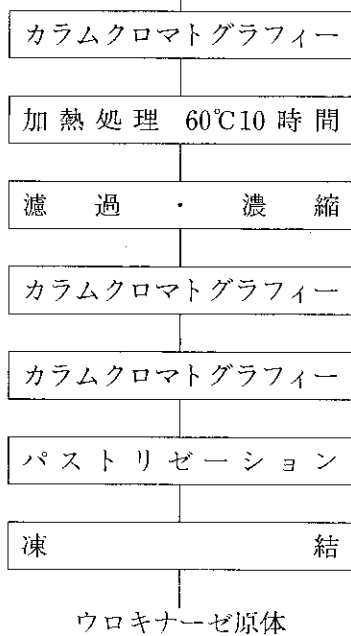 カラムクロマトグラフィー
加熱処理 60℃10時間
濾過・濃縮
カラムクロマトグラフィー
カラムクロマトグラフィー
パストリゼーション
凍結
ウロキナーゼ原体